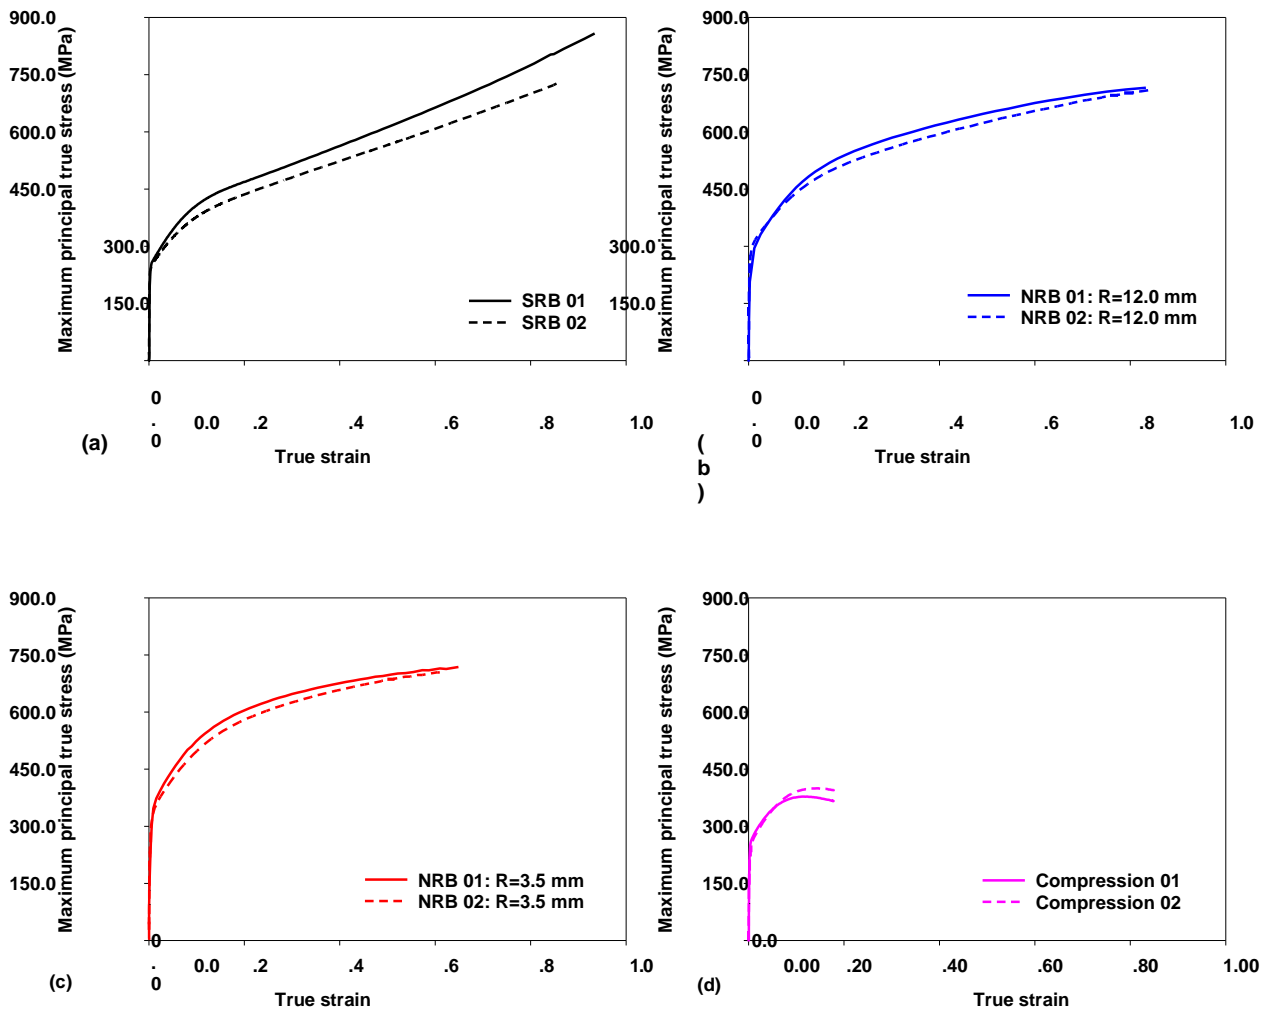 900.0
750.0
600.0
450.0
300.0
150.0
Maximum principal true stress (MPa)
SRB 01
SRB 02
0
.
0
0.0 .2 .4 .6 .8 1.0
(a)
True strain
900.0
750.0
600.0
450.0
300.0
150.0
Maximum principal true stress (MPa)
NRB 01: R=12.0 mm
NRB 02: R=12.0 mm
0
.
0
0.0 .2 .4 .6 .8 1.0
(
b
)
True strain
900.0
750.0
600.0
450.0
300.0
150.0
Maximum principal true stress (MPa)
NRB 01: R=3.5 mm
NRB 02: R=3.5 mm
0
.
0
0.0 .2 .4 .6 .8 1.0
(c)
True strain
900.0
750.0
600.0
450.0
300.0
150.0
0.0
Maximum principal true stress (MPa)
Compression 01
Compression 02
0.00 .20 .40 .60 .80 1.00
(d)
True strain